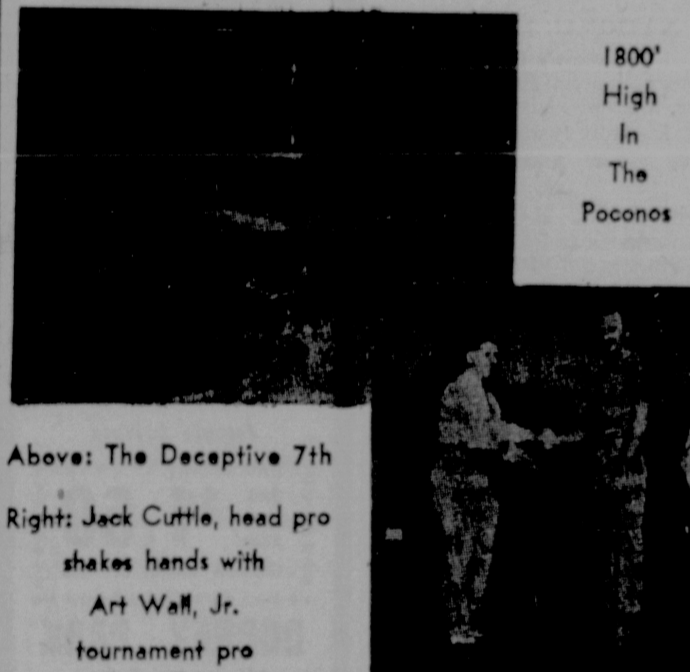 1800'
High
In
The
Poconos
Above: The Deceptive 7th
Right: Jack Cuttle, head pro
shakes hands with
Art Wall, Jr.
tournament pro